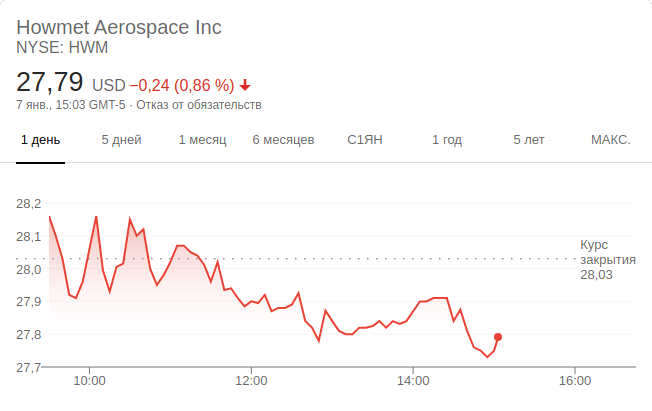 Howmet Aerospace Inc
NYSE: HWM
27,79 USD −0,24 (0,86 %)
7 янв., 15:03 GMT-5 · Отказ от обязательств
1 день 5 дней 1 месяц 6 месяцев С1ЯН 1 год 5 лет МАКС.
28,2
28,1
Курс
закрытия
28,03
28,0
27,9
27,8
27,7
10:00 12:00 14:00 16:00